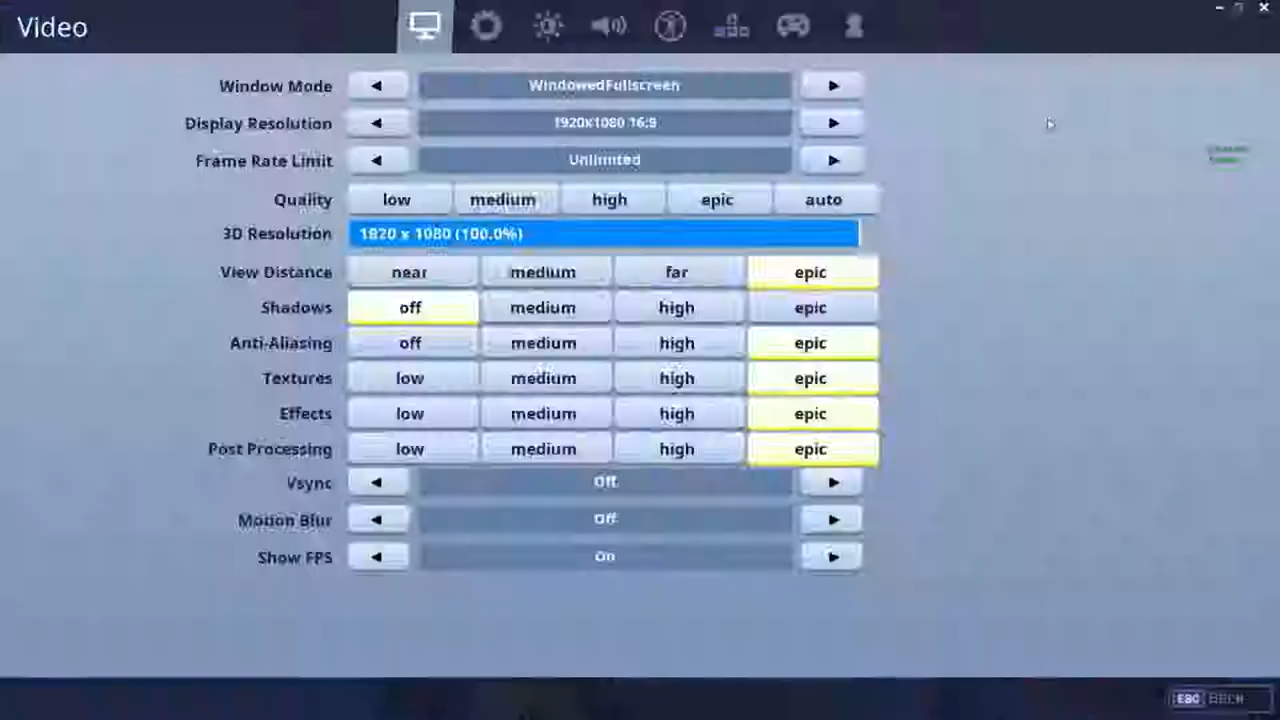 Video
Window Mode WindowedFullscreen
Display Resolution 1920x1080 16:9
Frame Rate Limit Unlimited
Quality low medium high epic auto
3D Resolution 1920 x 1080 (100.0%)
View Distance near medium far epic
Shadows off medium high epic
Anti-Aliasing off medium high epic
Textures low medium high epic
Effects low medium high epic
Post Processing low medium high epic
Vsync Off
Motion Blur Off
Show FPS On
ESC BACK